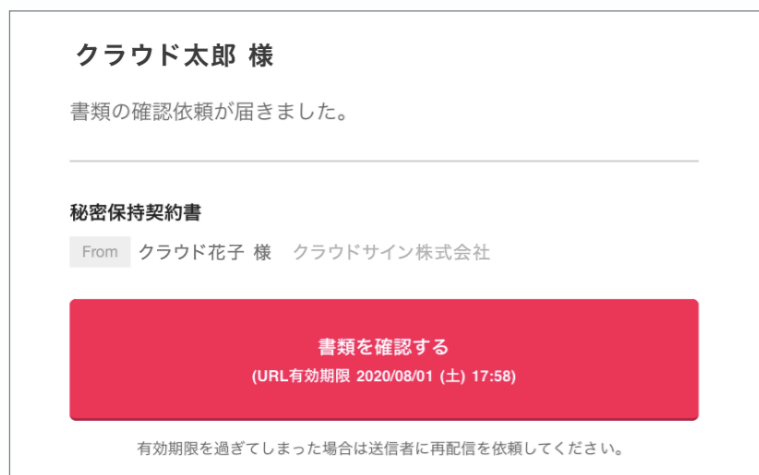 クラウド太郎 様
書類の確認依頼が届きました。
秘密保持契約書
From クラウド花子 様 クラウドサイン株式会社
書類を確認する
(URL有効期限 2020/08/01 (土) 17:58)
有効期限を過ぎてしまった場合は送信者に再配信を依頼してください。